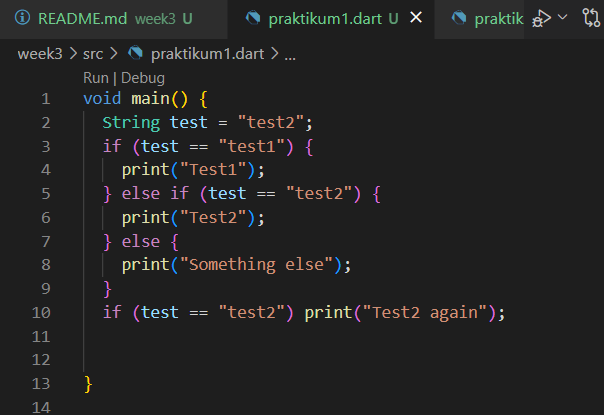 README.md week3 U praktikum1.dart U praktik
week3 > src > praktikum1.dart > ...
Run | Debug
1 void main() {
2 String test = "test2";
3 if (test == "test1") {
4 print("Test1");
5 } else if (test == "test2") {
6 print("Test2");
7 } else {
8 print("Something else");
9 }
10 if (test == "test2") print("Test2 again");
11
12
13 }
14